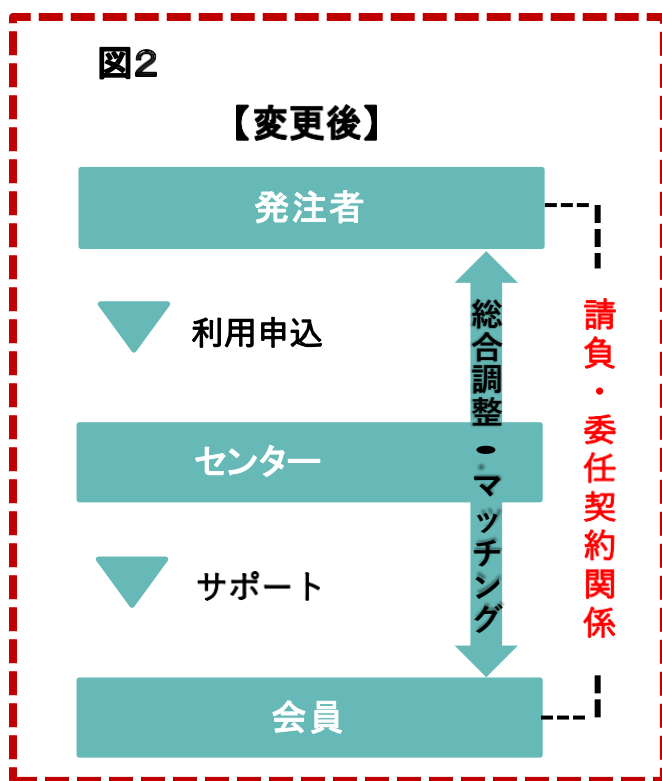 図２
【変更後】
発注者
利用申込
センター
サポート
会員
総合調整・マッチング
請負・委任契約関係